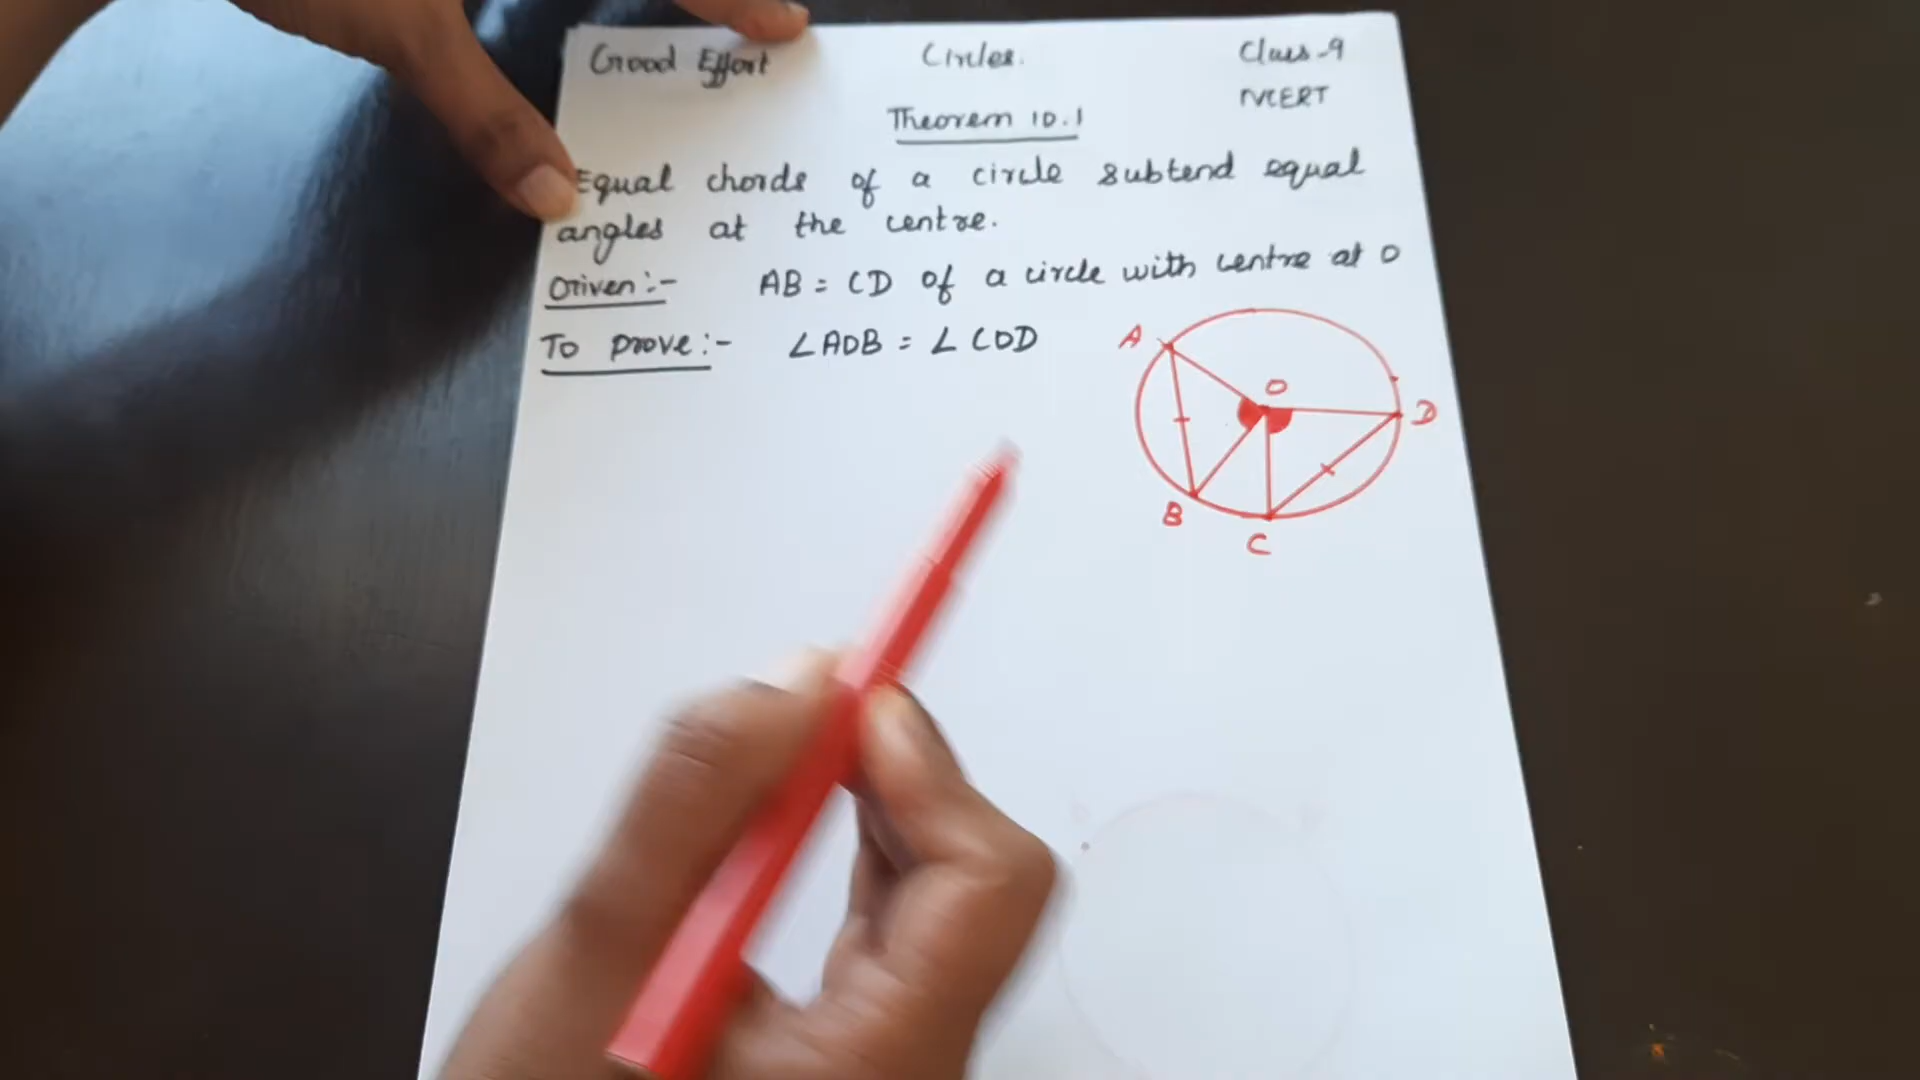 Good Effort Circles. Class-9
NCERT
Theorem 10.1
Equal chords of a circle subtend equal
angles at the centre.
Given:- AB = CD of a circle with centre at O
To prove:- ∠AOB = ∠COD
A
O
D
B
C